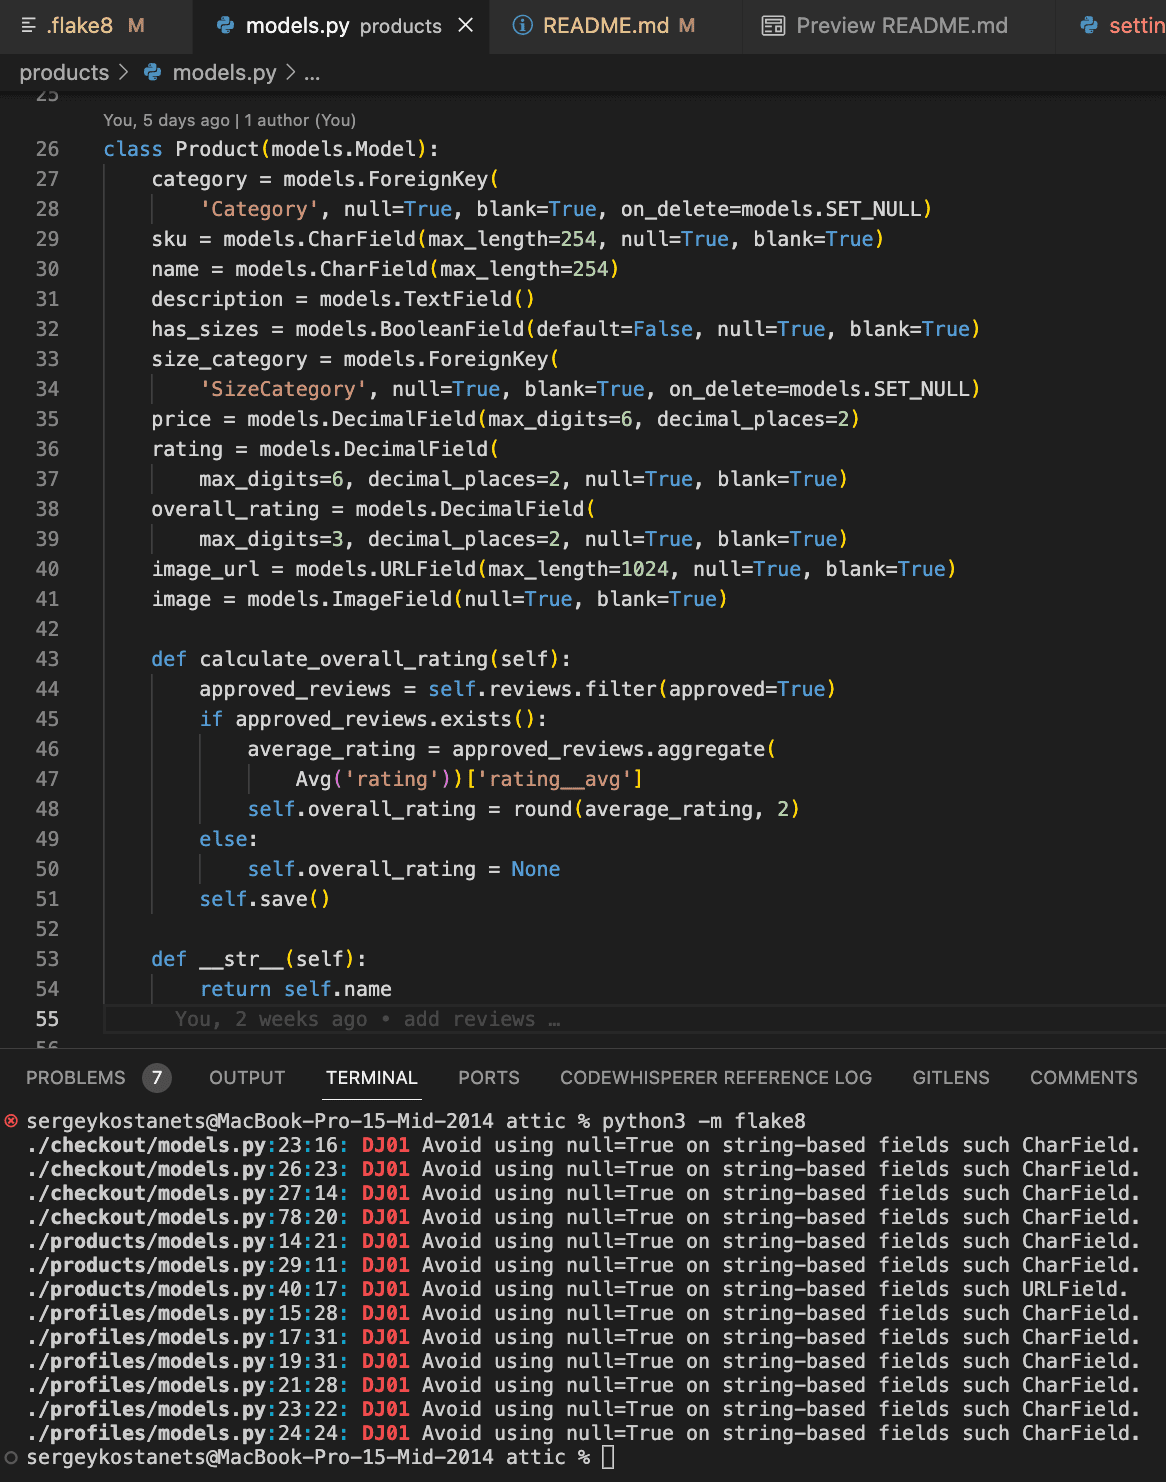 .flake8 M models.py products README.md M Preview README.md settin
products > models.py > ...
25
You, 5 days ago | 1 author (You)
26 class Product(models.Model):
27 category = models.ForeignKey(
28 'Category', null=True, blank=True, on_delete=models.SET_NULL)
29 sku = models.CharField(max_length=254, null=True, blank=True)
30 name = models.CharField(max_length=254)
31 description = models.TextField()
32 has_sizes = models.BooleanField(default=False, null=True, blank=True)
33 size_category = models.ForeignKey(
34 'SizeCategory', null=True, blank=True, on_delete=models.SET_NULL)
35 price = models.DecimalField(max_digits=6, decimal_places=2)
36 rating = models.DecimalField(
37 max_digits=6, decimal_places=2, null=True, blank=True)
38 overall_rating = models.DecimalField(
39 max_digits=3, decimal_places=2, null=True, blank=True)
40 image_url = models.URLField(max_length=1024, null=True, blank=True)
41 image = models.ImageField(null=True, blank=True)
42
43 def calculate_overall_rating(self):
44 approved_reviews = self.reviews.filter(approved=True)
45 if approved_reviews.exists():
46 average_rating = approved_reviews.aggregate(
47 Avg('rating'))['rating__avg']
48 self.overall_rating = round(average_rating, 2)
49 else:
50 self.overall_rating = None
51 self.save()
52
53 def __str__(self):
54 return self.name
55 You, 2 weeks ago • add reviews …
56
PROBLEMS 7 OUTPUT TERMINAL PORTS CODEWHISPERER REFERENCE LOG GITLENS COMMENTS
sergeykostanets@MacBook-Pro-15-Mid-2014 attic % python3 -m flake8
./checkout/models.py:23:16: DJ01 Avoid using null=True on string-based fields such CharField.
./checkout/models.py:26:23: DJ01 Avoid using null=True on string-based fields such CharField.
./checkout/models.py:27:14: DJ01 Avoid using null=True on string-based fields such CharField.
./checkout/models.py:78:20: DJ01 Avoid using null=True on string-based fields such CharField.
./products/models.py:14:21: DJ01 Avoid using null=True on string-based fields such CharField.
./products/models.py:29:11: DJ01 Avoid using null=True on string-based fields such CharField.
./products/models.py:40:17: DJ01 Avoid using null=True on string-based fields such URLField.
./profiles/models.py:15:28: DJ01 Avoid using null=True on string-based fields such CharField.
./profiles/models.py:17:31: DJ01 Avoid using null=True on string-based fields such CharField.
./profiles/models.py:19:31: DJ01 Avoid using null=True on string-based fields such CharField.
./profiles/models.py:21:28: DJ01 Avoid using null=True on string-based fields such CharField.
./profiles/models.py:23:22: DJ01 Avoid using null=True on string-based fields such CharField.
./profiles/models.py:24:24: DJ01 Avoid using null=True on string-based fields such CharField.
sergeykostanets@MacBook-Pro-15-Mid-2014 attic %